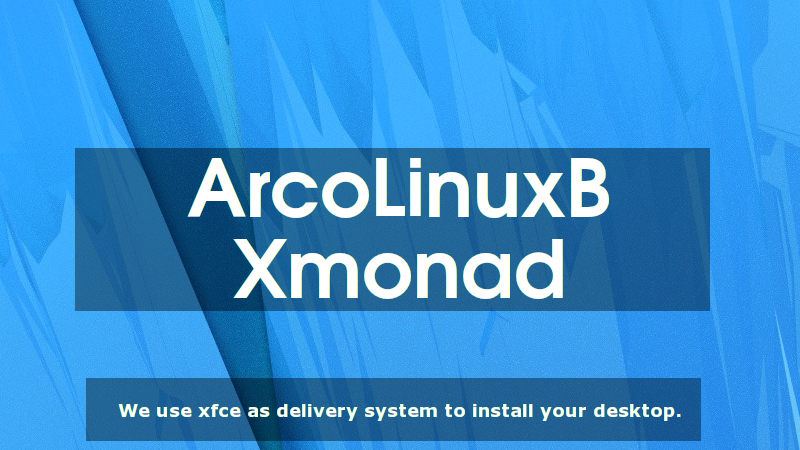 ArcoLinuxB
Xmonad
We use xfce as delivery system to install your desktop.